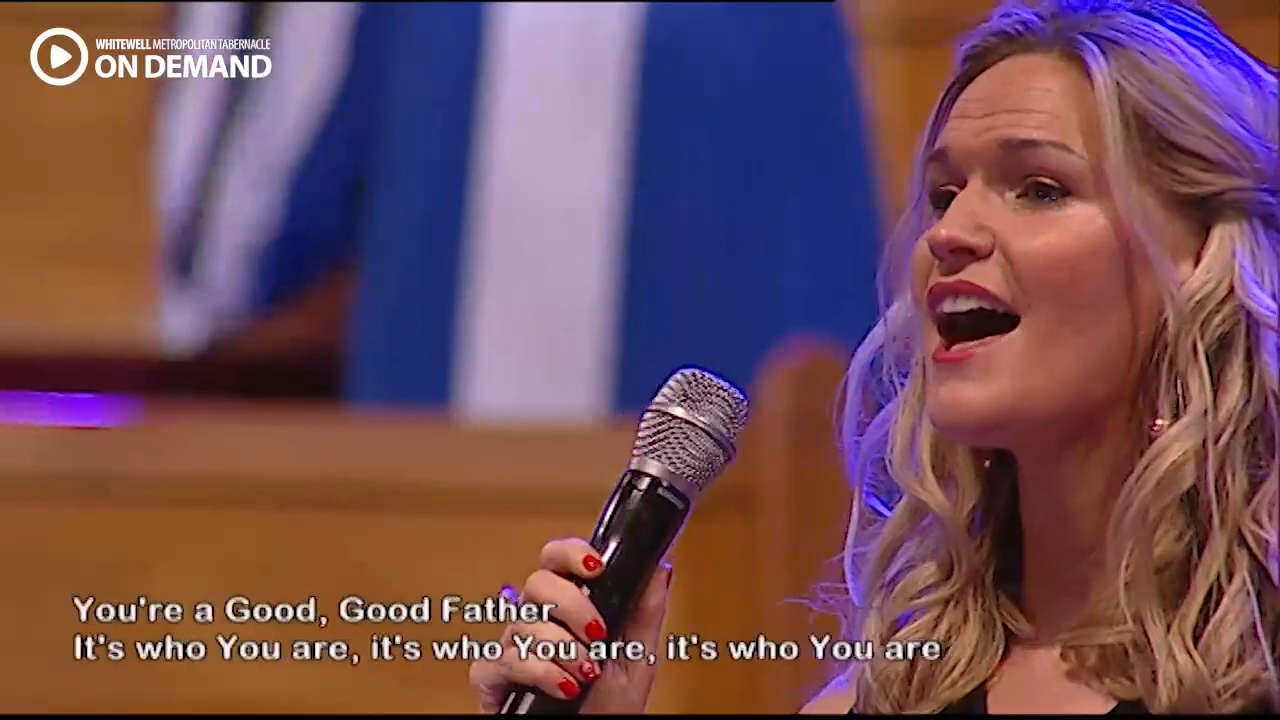 WHITEWELL METROPOLITAN TABERNACLE
ON DEMAND
You're a Good, Good Father
It's who You are, it's who You are, it's who You are